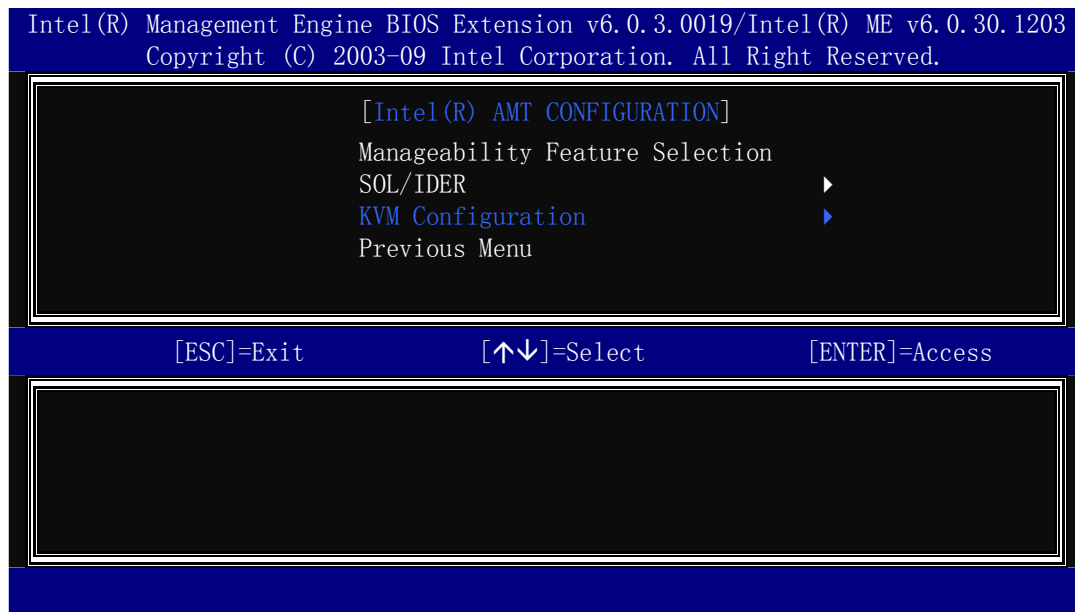 Intel(R) Management Engine BIOS Extension v6.0.3.0019/Intel(R) ME v6.0.30.1203
Copyright (C) 2003-09 Intel Corporation. All Right Reserved.
[Intel(R) AMT CONFIGURATION]
Manageability Feature Selection
SOL/IDER ▶
KVM Configuration ▶
Previous Menu
[ESC]=Exit [↑↓]=Select [ENTER]=Access